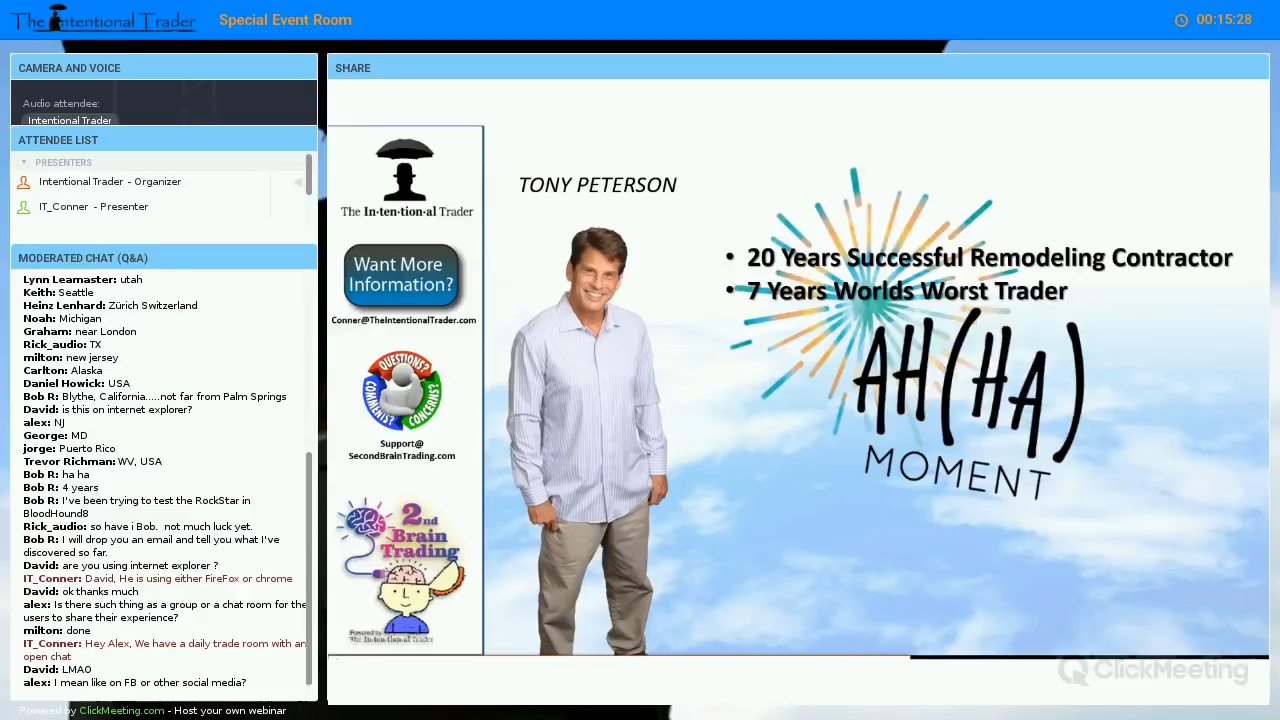 The Intentional Trader
Special Event Room
00:15:28
CAMERA AND VOICE
Audio attendee:
Intentional Trader
ATTENDEE LIST
PRESENTERS
Intentional Trader - Organizer
IT_Conner - Presenter
MODERATED CHAT (Q&A)
Lynn Leamaster: utah
Keith: Seattle
Heinz Lenhard: Zürich Switzerland
Noah: Michigan
Graham: near London
Rick_audio: TX
milton: new jersey
Carlton: Alaska
Daniel Howick: USA
Bob R: Blythe, California.....not far from Palm Springs
David: is this on internet explorer?
alex: NJ
George: MD
jorge: Puerto Rico
Trevor Richman: WV, USA
Bob R: ha ha
Bob R: 4 years
Bob R: I've been trying to test the RockStar in
BloodHound8
Rick_audio: so have i Bob. not much luck yet.
Bob R: I will drop you an email and tell you what I've
discovered so far.
David: are you using internet explorer ?
IT_Conner: David, He is using either FireFox or chrome
David: ok thanks much
alex: Is there such thing as a group or a chat room for the
users to share their experience?
milton: done
IT_Conner: Hey Alex, We have a daily trade room with an
open chat
David: LMAO
alex: I mean like on FB or other social media?
Powered by ClickMeeting.com - Host your own webinar
SHARE
The In·ten·tion·al Trader
Want More
Information?
Conner@TheIntentionalTrader.com
QUESTIONS?
COMMENTS?
CONCERNS?
Support@
SecondBrainTrading.com
2nd
Brain
Trading
Powered by
The In·ten·tion·al Trader
TONY PETERSON
• 20 Years Successful Remodeling Contractor
• 7 Years Worlds Worst Trader
AH(HA)
MOMENT
ClickMeeting